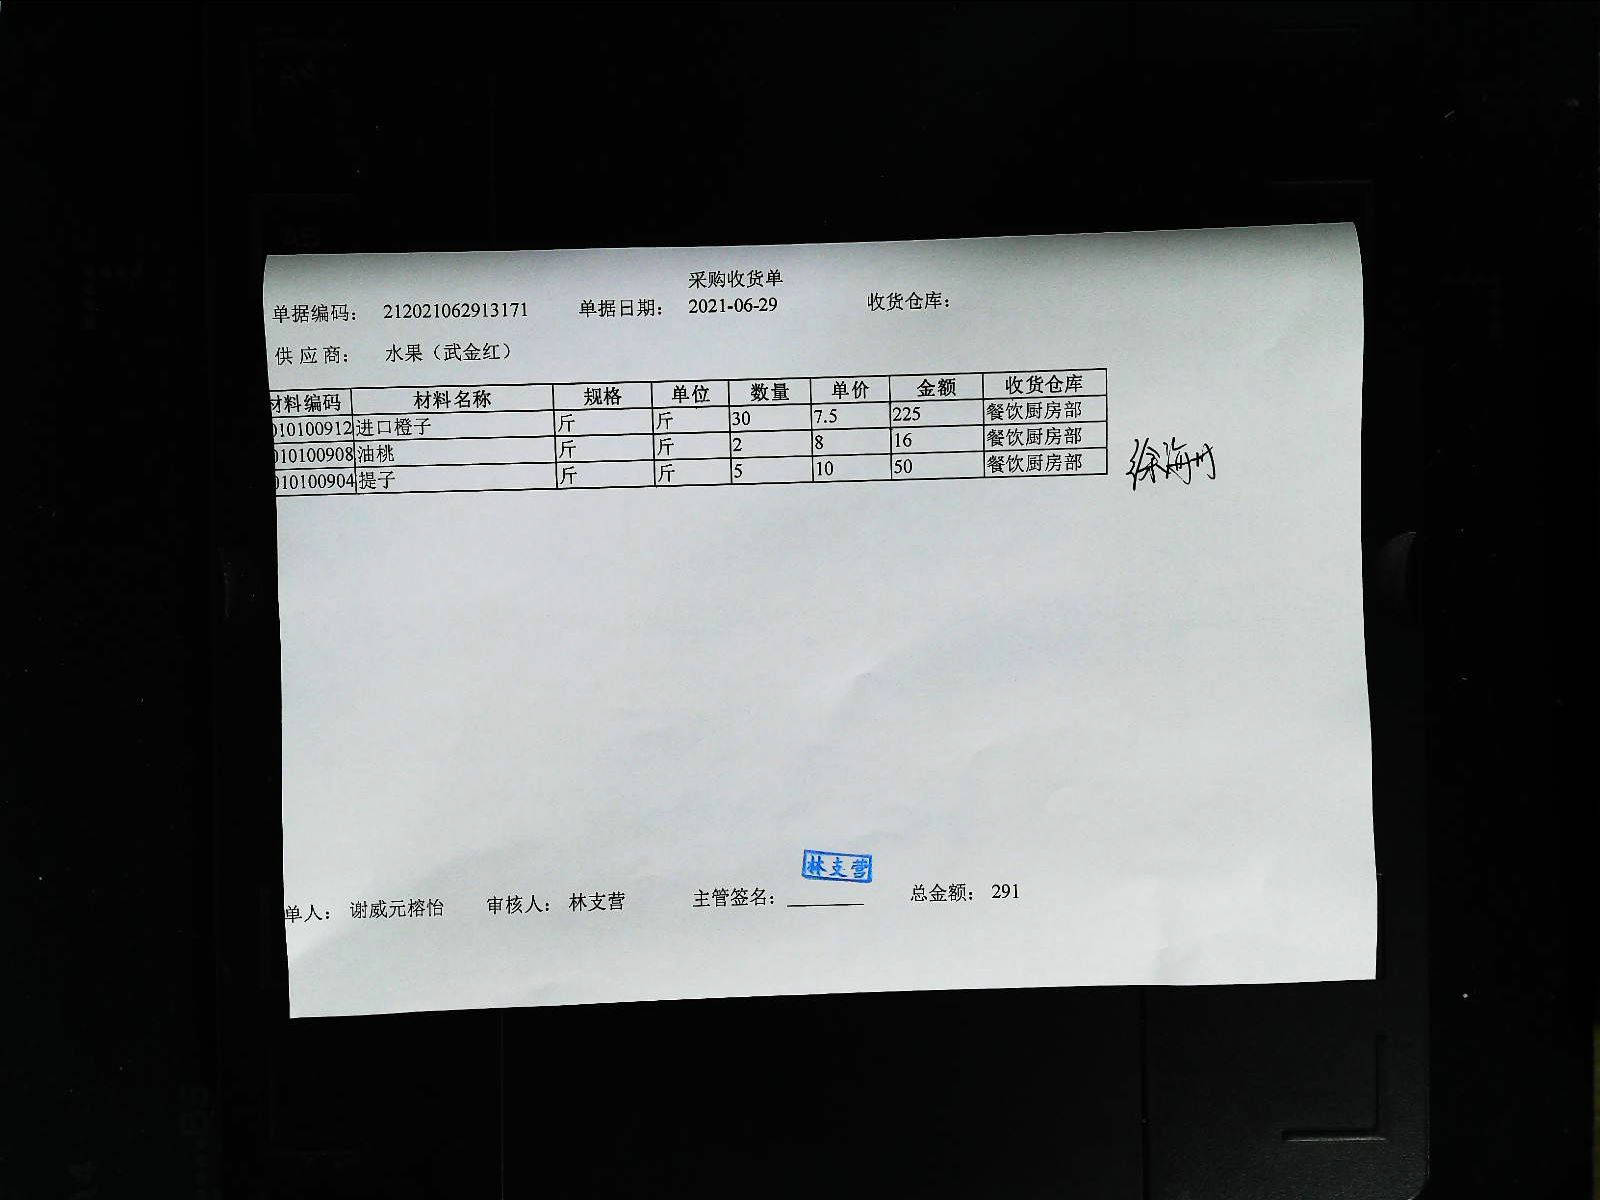 采购收货单
单据编码： 212021062913171 单据日期： 2021-06-29 收货仓库：
供 应 商： 水果（武金红）
材料编码 材料名称 规格 单位 数量 单价 金额 收货仓库
010100912 进口橙子 斤 斤 30 7.5 225 餐饮厨房部
010100908 油桃 斤 斤 2 8 16 餐饮厨房部
010100904 提子 斤 斤 5 10 50 餐饮厨房部
徐海州
林支营
单人： 谢威元榕怡 审核人： 林支营 主管签名： 总金额： 291